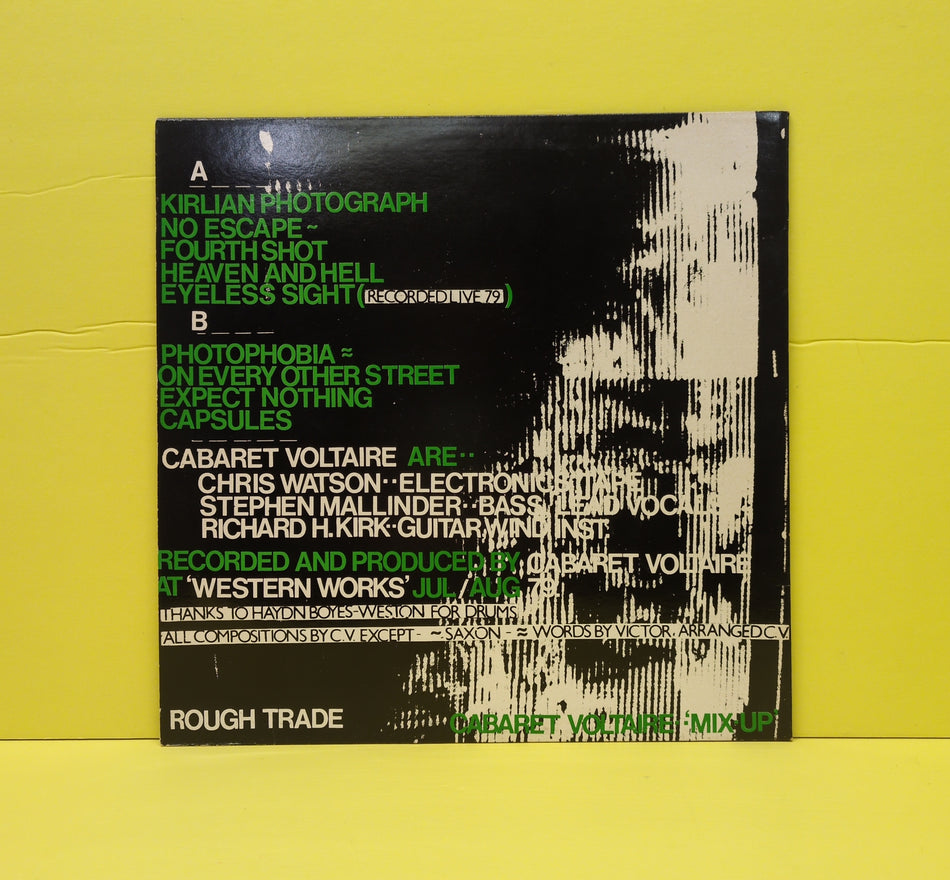 A
KIRLIAN PHOTOGRAPH
NO ESCAPE ~
FOURTH SHOT
HEAVEN AND HELL
EYELESS SIGHT (RECORDED LIVE 79)
B
PHOTOPHOBIA ≈
ON EVERY OTHER STREET
EXPECT NOTHING
CAPSULES
CABARET VOLTAIRE ARE··
CHRIS WATSON··ELECTRONICS, TAPE
STEPHEN MALLINDER··BASS, LEAD VOCALS
RICHARD H. KIRK··GUITAR, WIND INST.
RECORDED AND PRODUCED BY CABARET VOLTAIRE
AT 'WESTERN WORKS' JUL/AUG 79.
THANKS TO HAYDN BOYES-WESTON FOR DRUMS
ALL COMPOSITIONS BY C.V. EXCEPT - ~ SAXON - ≈ WORDS BY VICTOR. ARRANGED C.V.
ROUGH TRADE
CABARET VOLTAIRE··'MIX-UP'